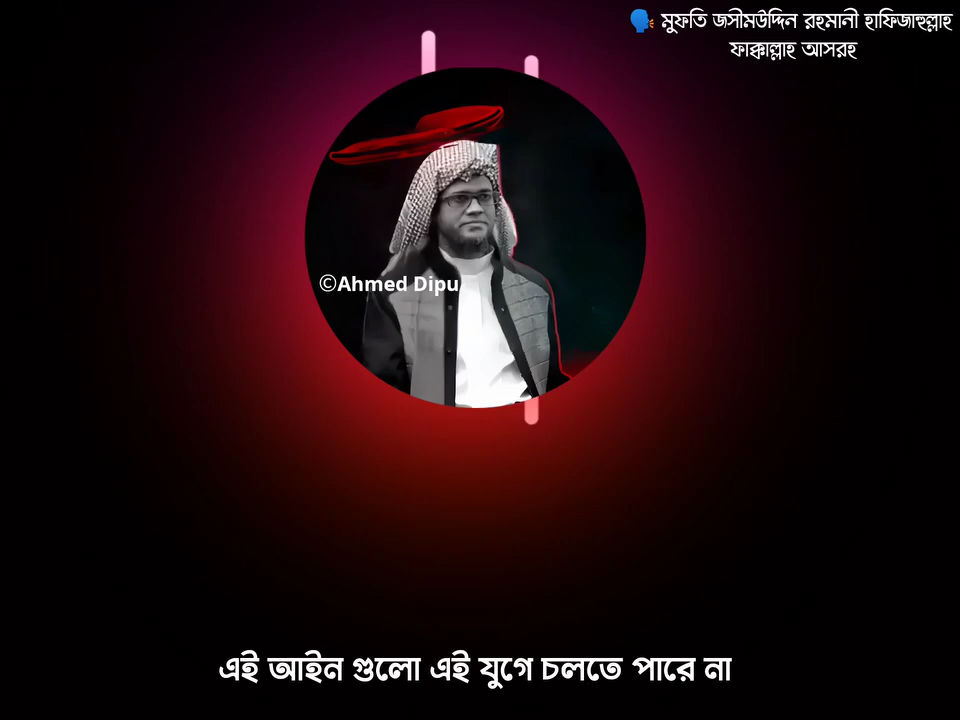 🗣️ মুফতি জসীমউদ্দিন রহমানী হাফিজাহুল্লাহ
ফাক্কাল্লাহ আসরহ
©Ahmed Dipu
এই আইন গুলো এই যুগে চলতে পারে না